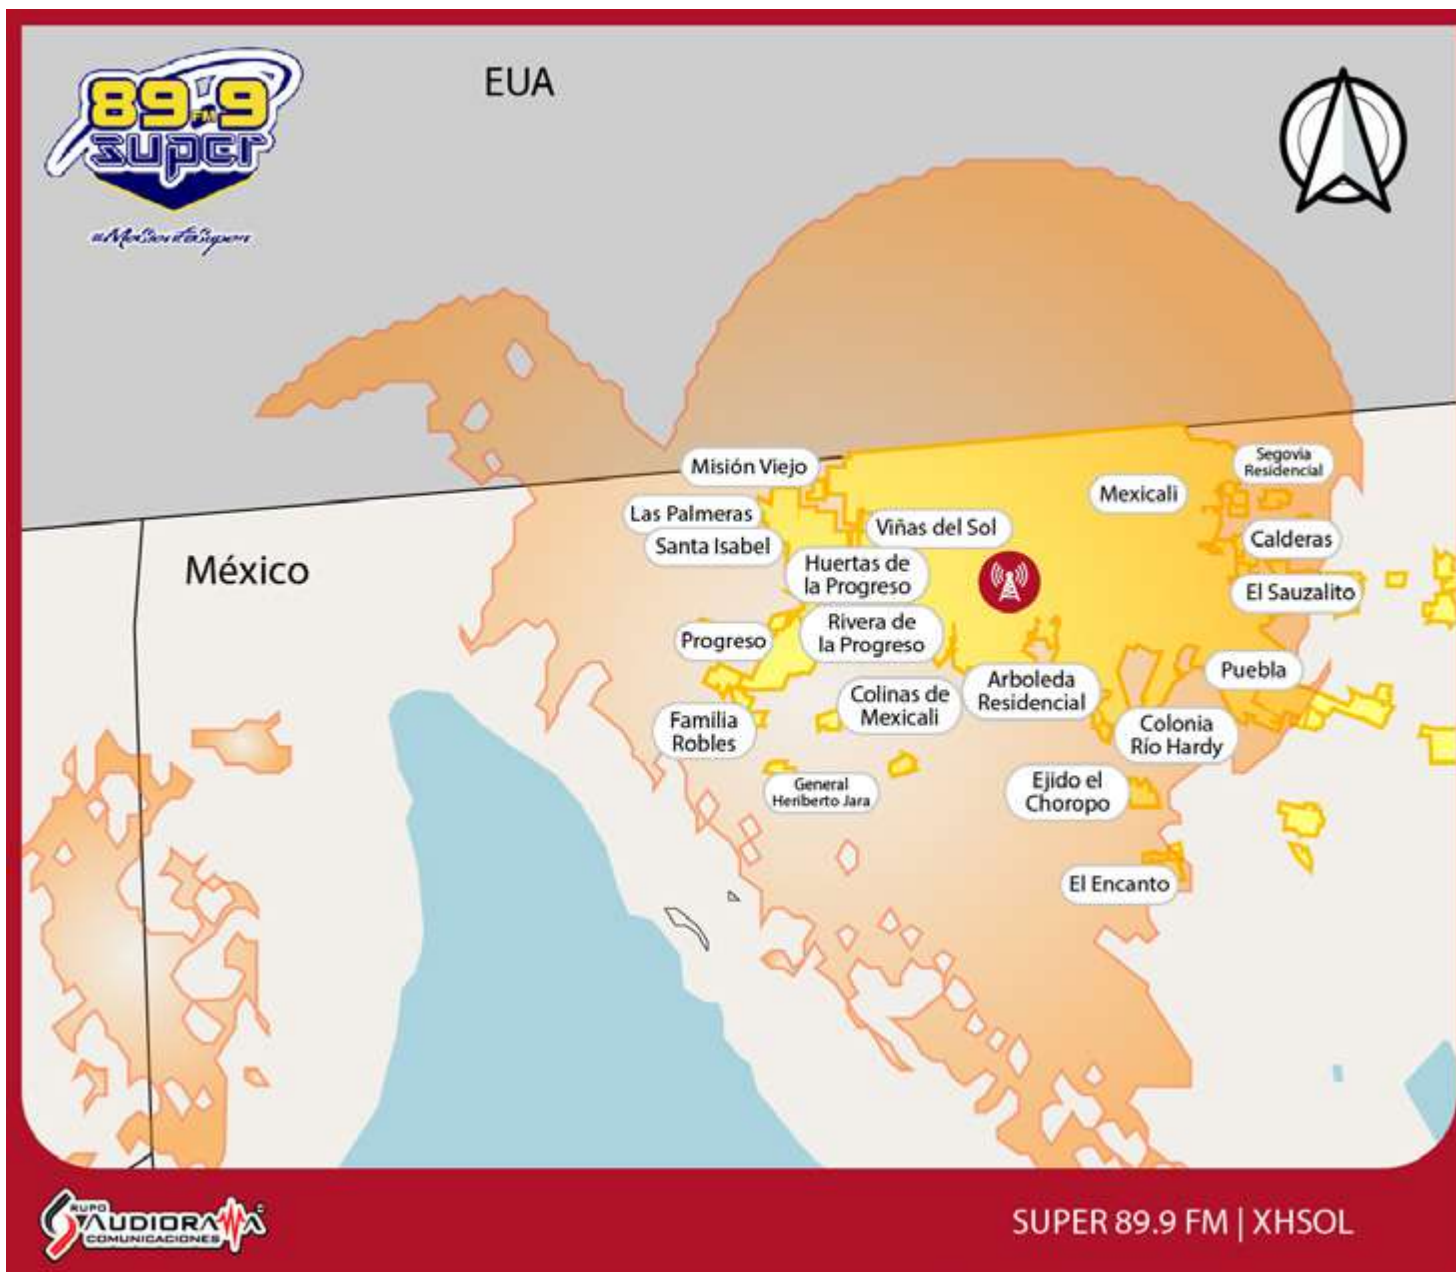 EUA
89.9
FM
super
#MeSientoSuper
México
Misión Viejo
Segovia
Residencial
Mexicali
Las Palmeras
Viñas del Sol
Santa Isabel
Calderas
Huertas de
la Progreso
El Sauzalito
Rivera de
la Progreso
Progreso
Puebla
Arboleda
Residencial
Colinas de
Mexicali
Familia
Robles
Colonia
Río Hardy
General
Heriberto Jara
Ejido el
Choropo
El Encanto
GRUPO
AUDIORAMA
COMUNICACIONES
SUPER 89.9 FM | XHSOL